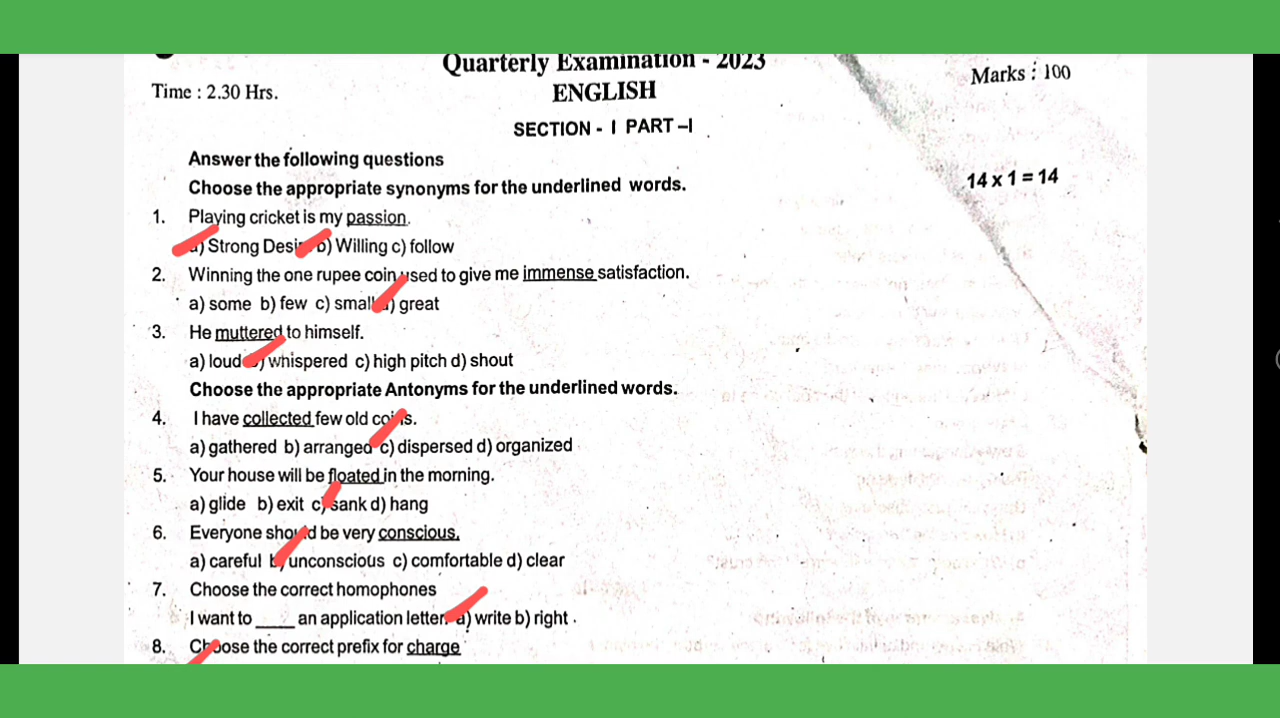 Quarterly Examination - 2023
Time : 2.30 Hrs.
ENGLISH
Marks : 100
SECTION - I PART –I
Answer the following questions
Choose the appropriate synonyms for the underlined words.
14 x 1 = 14
1. Playing cricket is my passion.
a) Strong Desire b) Willing c) follow
2. Winning the one rupee coin used to give me immense satisfaction.
a) some b) few c) small d) great
3. He muttered to himself.
a) loud b) whispered c) high pitch d) shout
Choose the appropriate Antonyms for the underlined words.
4. I have collected few old coins.
a) gathered b) arranged c) dispersed d) organized
5. Your house will be floated in the morning.
a) glide b) exit c) sank d) hang
6. Everyone should be very conscious.
a) careful b) unconscious c) comfortable d) clear
7. Choose the correct homophones
I want to ____ an application letter. a) write b) right .
8. Choose the correct prefix for charge